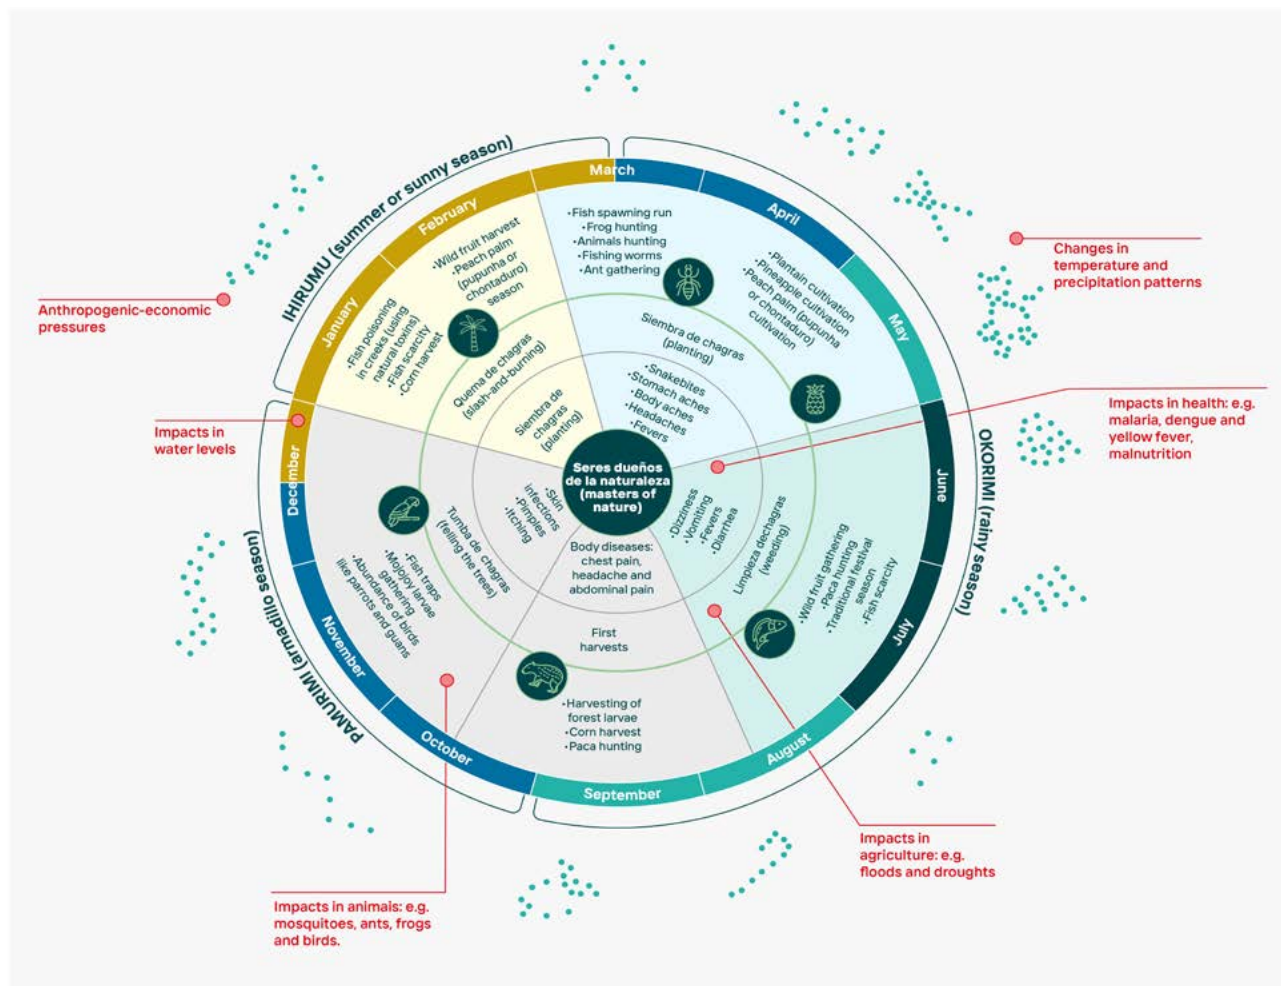 IHIRUMU (summer or sunny season)
OKORIMI (rainy season)
PAMURIMI (armadillo season)
January
February
March
April
May
June
July
August
September
October
November
December
•Fish poisoning
in creeks (using
natural toxins)
•Fish scarcity
•Corn harvest
•Wild fruit harvest
•Peach palm
(pupunha or
chontaduro)
season
Quema de chagras
(slash-and-burning)
Siembra de
chagras
(planting)
•Fish spawning run
•Frog hunting
•Animals hunting
•Fishing worms
•Ant gathering
•Plantain cultivation
•Pineapple cultivation
•Peach palm (pupunha
or chontaduro)
cultivation
Siembra de chagras
(planting)
•Snakebites
•Stomach aches
•Body aches
•Headaches
•Fevers
Seres dueños
de la naturaleza
(masters of
nature)
•Dizziness
•Vomiting
•Fevers
•Diarrhea
Limpieza dechagras
(weeding)
•Wild fruit gathering
•Paca hunting
•Traditional festival
season
•Fish scarcity
Body diseases:
chest pain,
headache and
abdominal pain
First
harvests
•Harvesting of
forest larvae
•Corn harvest
•Paca hunting
•Skin
infections
•Pimples
•Itching
Tumba de chagras
(felling the trees)
•Fish traps
•Mojojoy larvae
gathering
•Abundance of birds
like parrots and guans
Anthropogenic-economic
pressures
Impacts in
water levels
Changes in
temperature and
precipitation patterns
Impacts in health: e.g.
malaria, dengue and
yellow fever,
malnutrition
Impacts in
agriculture: e.g.
floods and droughts
Impacts in animals: e.g.
mosquitoes, ants, frogs
and birds.